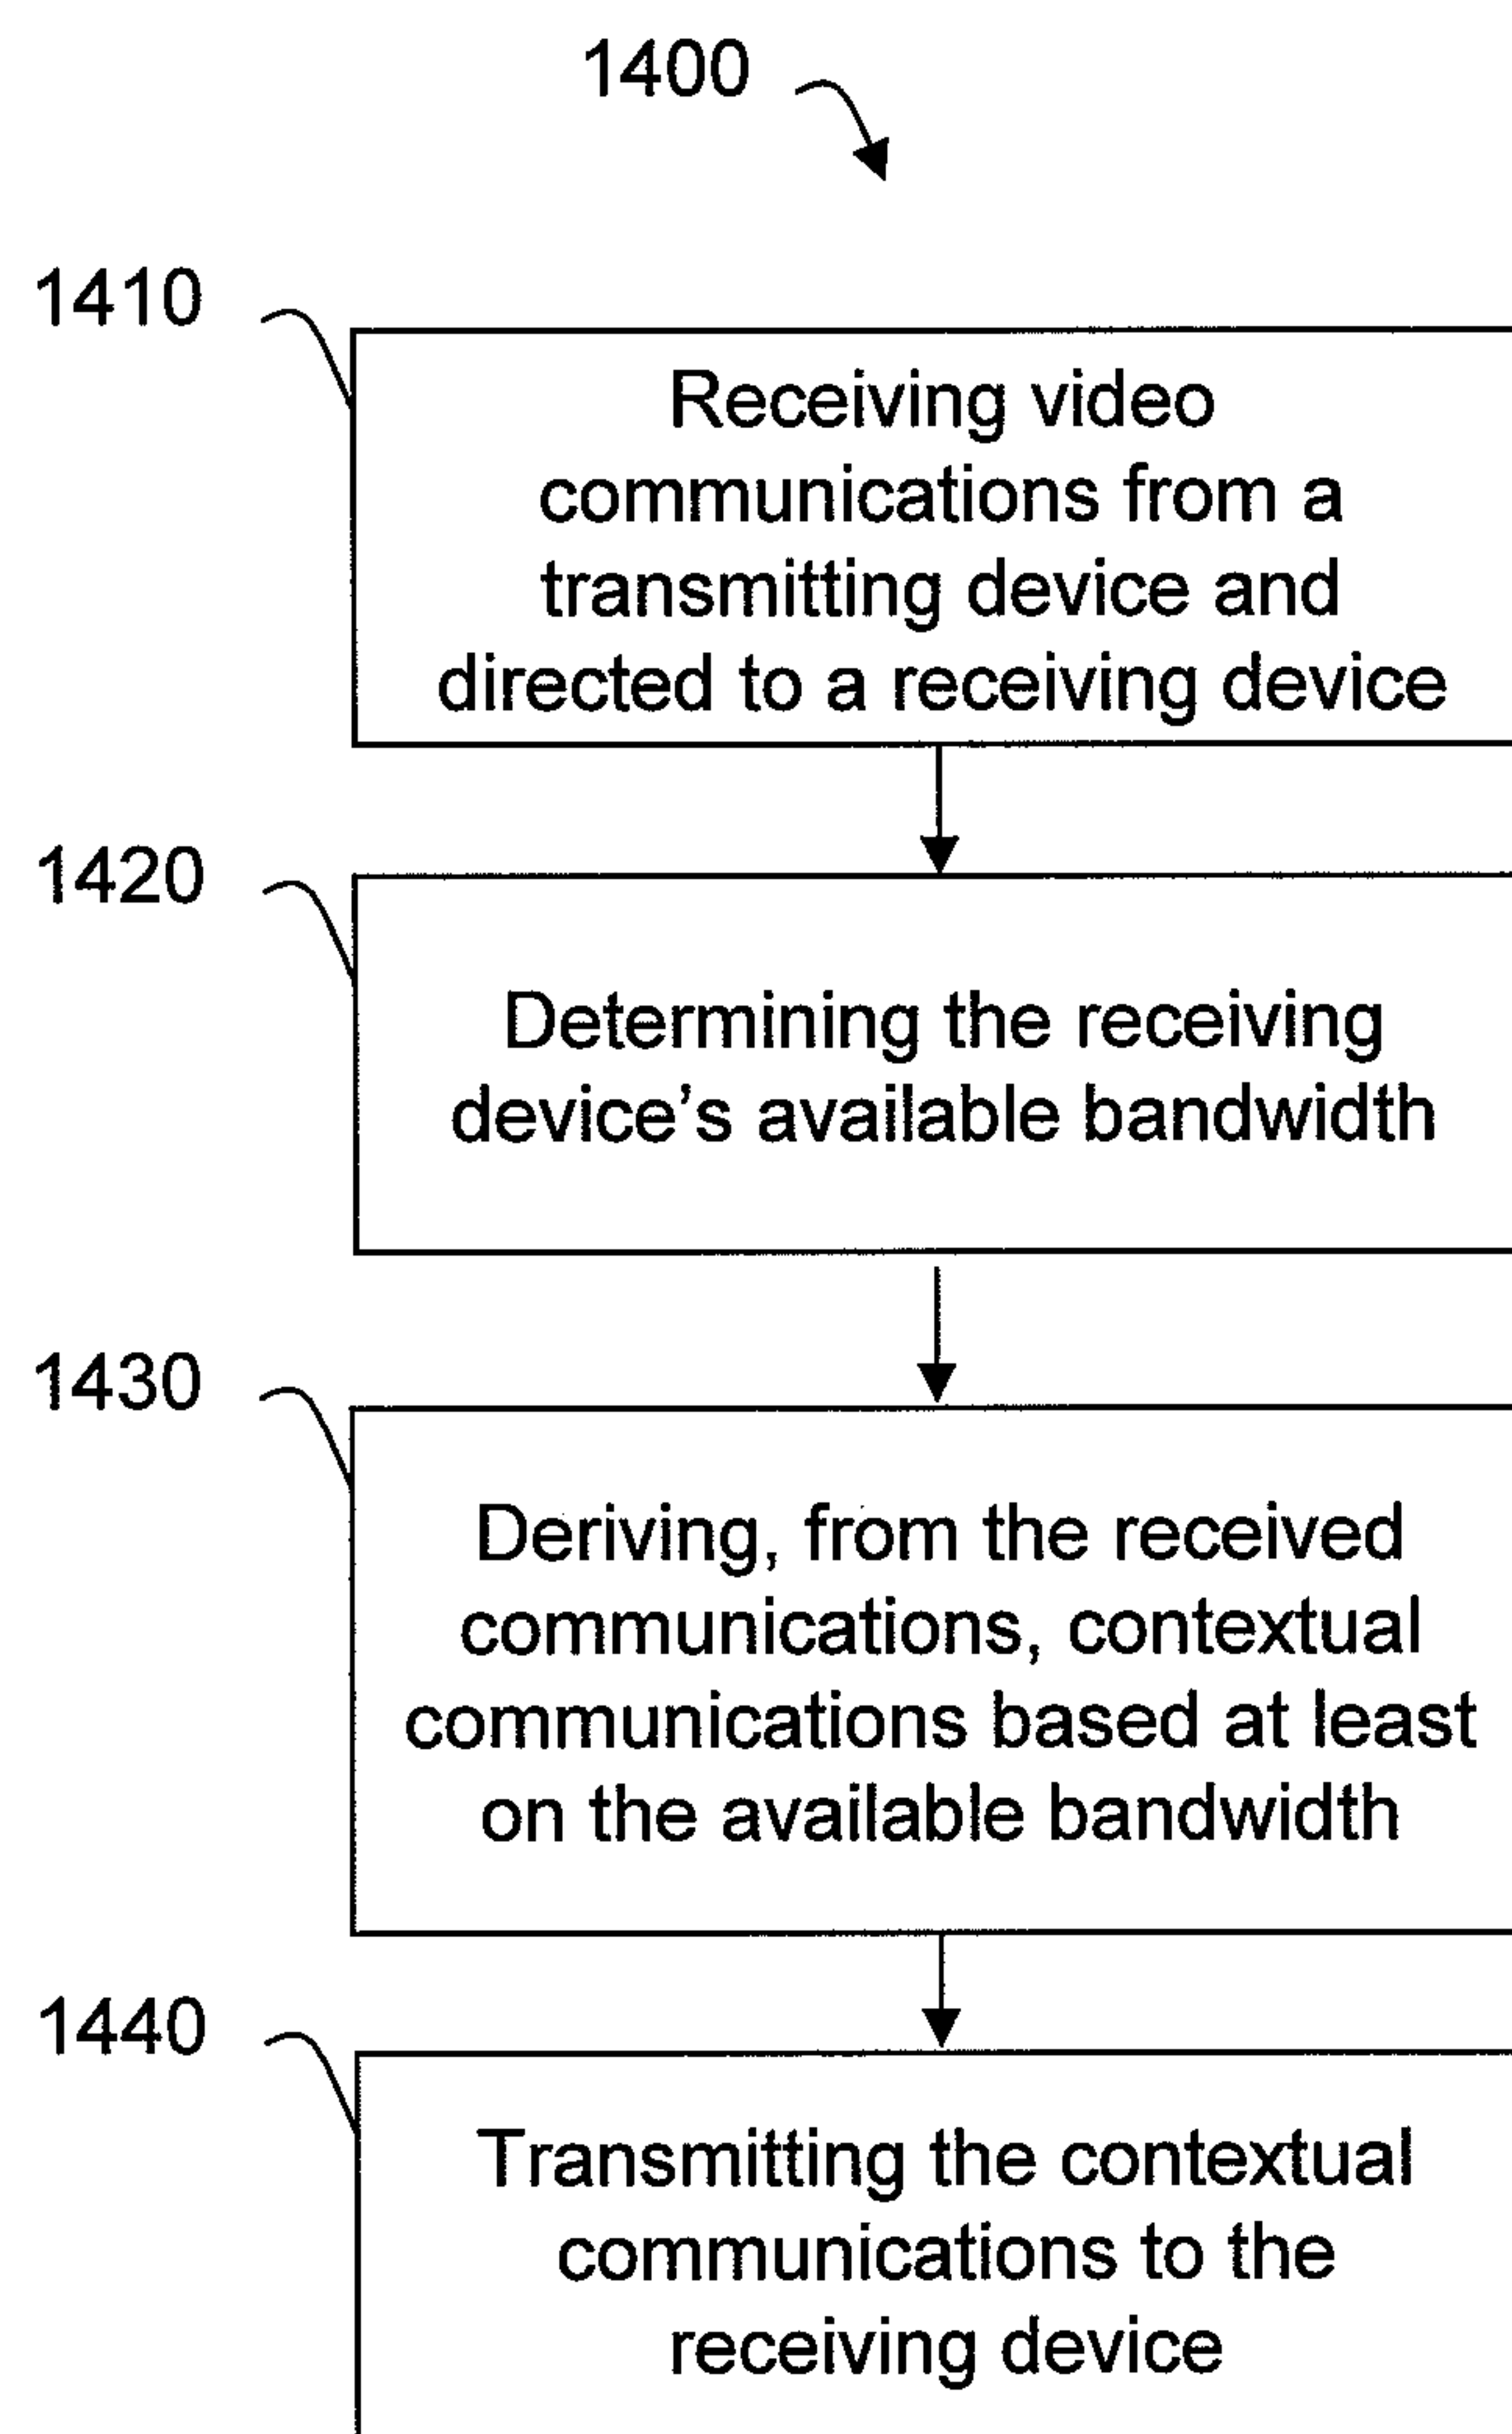 1400
1410
Receiving video
communications from a
transmitting device and
directed to a receiving device
1420
Determining the receiving
device's available bandwidth
1430
Deriving, from the received
communications, contextual
communications based at least
on the available bandwidth
1440
Transmitting the contextual
communications to the
receiving device